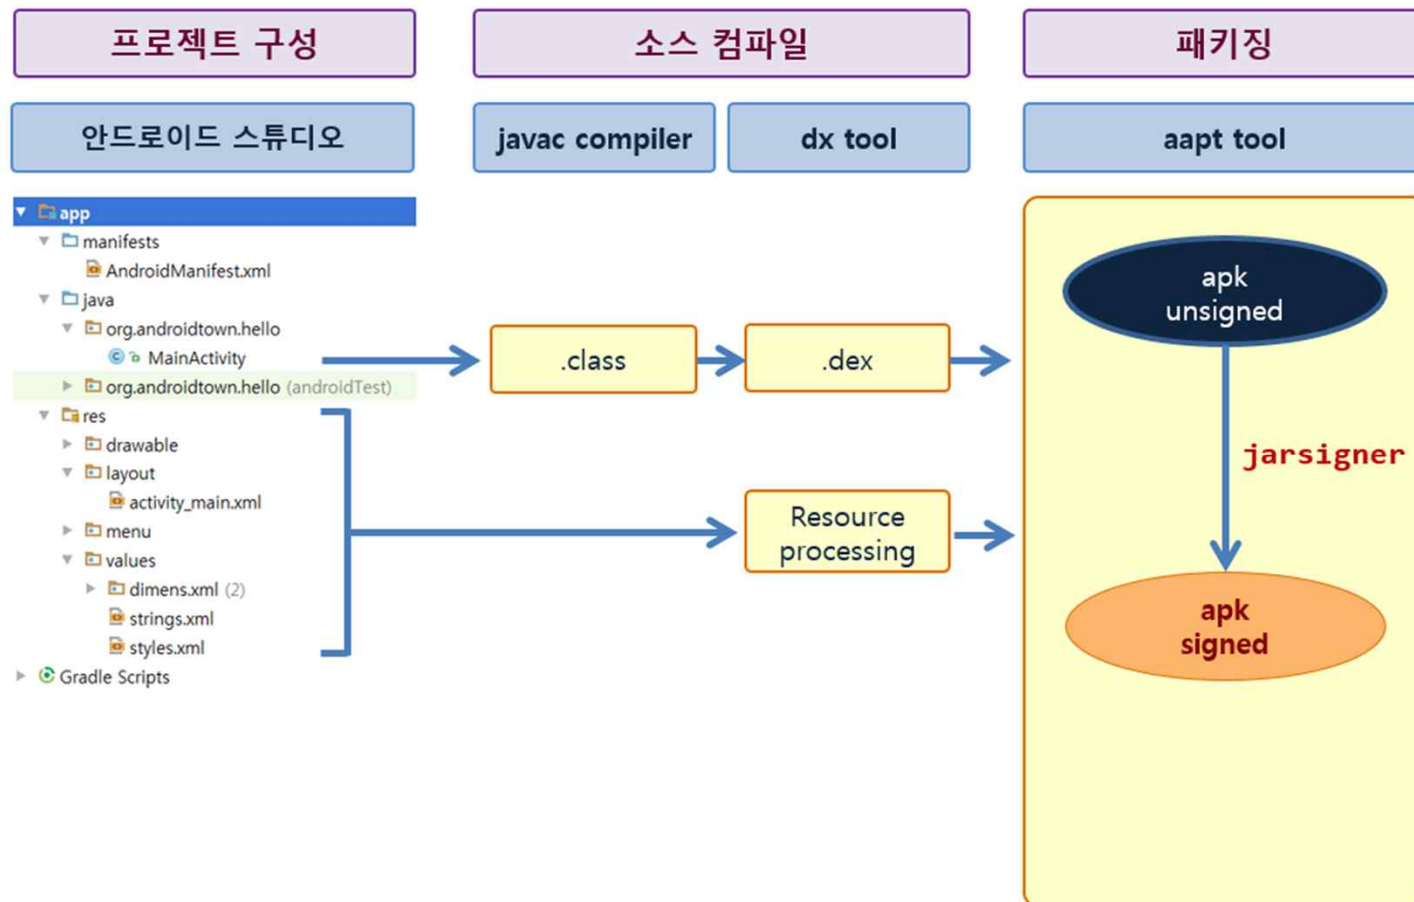 프로젝트 구성
소스 컴파일
패키징
안드로이드 스튜디오
javac compiler
dx tool
aapt tool
app
manifests
AndroidManifest.xml
java
org.androidtown.hello
MainActivity
org.androidtown.hello (androidTest)
res
drawable
layout
activity_main.xml
menu
values
dimens.xml (2)
strings.xml
styles.xml
Gradle Scripts
.class
.dex
Resource
processing
apk
unsigned
jarsigner
apk
signed